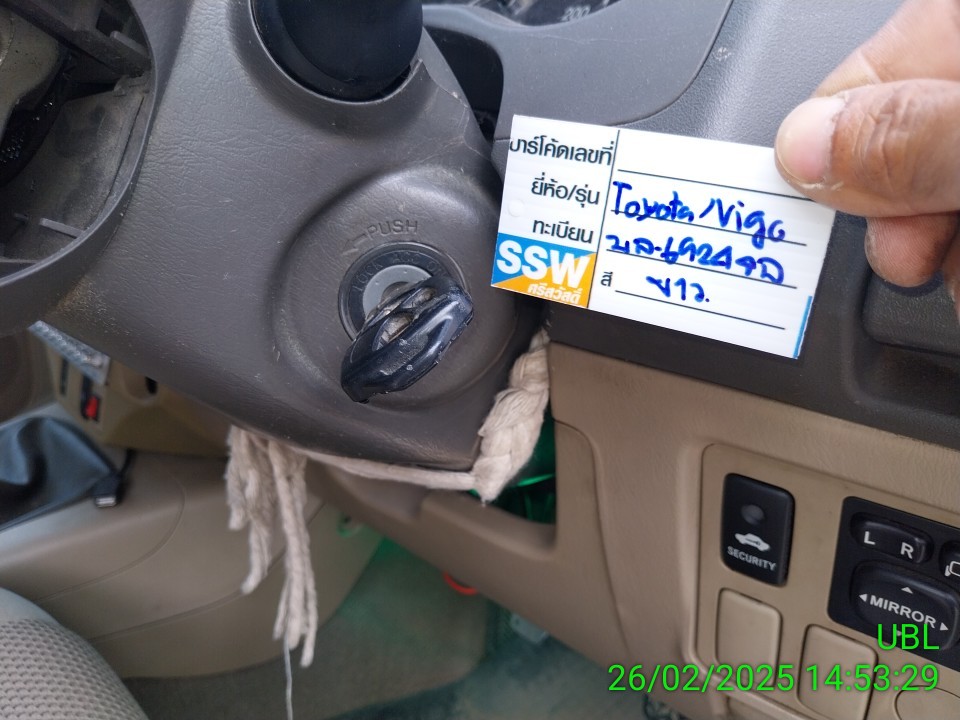 200
PUSH
ACC
บาร์โค้ดเลขที่
ยี่ห้อ/รุ่น Toyota/Vigo
ทะเบียน
SSW
ศรีสวัสดิ์
สี ขาว.
SECURITY
L R
MIRROR
UBL
26/02/2025 14:53:29